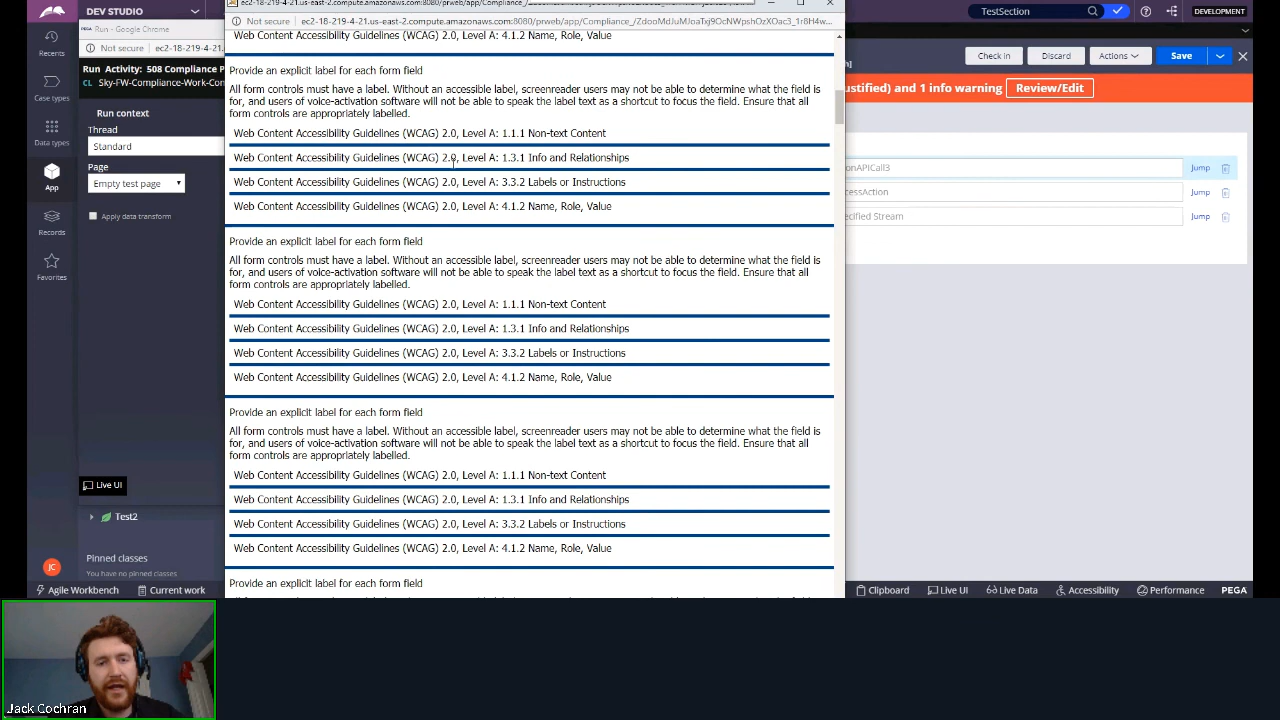 DEV STUDIO
Run - Google Chrome
Not secure
ec2-18-219-4-21.
Run Activity: 508 Compliance P
CL Sky-FW-Compliance-Work-Con
Run context
Thread
Standard
Page
Empty test page
Apply data transform
Live UI
Test2
Pinned classes
You have no pinned classes
Recents
Case types
Data types
App
Records
Favorites
JC
Agile Workbench
Current work
Not secure
Web Content Accessibility Guidelines (WCAG) 2.0, Level A: 4.1.2 Name, Role, Value
Provide an explicit label for each form field
All form controls must have a label. Without an accessible label, screenreader users may not be able to determine what the field is
for, and users of voice-activation software will not be able to speak the label text as a shortcut to focus the field. Ensure that all
form controls are appropriately labelled.
Web Content Accessibility Guidelines (WCAG) 2.0, Level A: 1.1.1 Non-text Content
Web Content Accessibility Guidelines (WCAG) 2.0, Level A: 1.3.1 Info and Relationships
Web Content Accessibility Guidelines (WCAG) 2.0, Level A: 3.3.2 Labels or Instructions
Web Content Accessibility Guidelines (WCAG) 2.0, Level A: 4.1.2 Name, Role, Value
Provide an explicit label for each form field
All form controls must have a label. Without an accessible label, screenreader users may not be able to determine what the field is
for, and users of voice-activation software will not be able to speak the label text as a shortcut to focus the field. Ensure that all
form controls are appropriately labelled.
Web Content Accessibility Guidelines (WCAG) 2.0, Level A: 1.1.1 Non-text Content
Web Content Accessibility Guidelines (WCAG) 2.0, Level A: 1.3.1 Info and Relationships
Web Content Accessibility Guidelines (WCAG) 2.0, Level A: 3.3.2 Labels or Instructions
Web Content Accessibility Guidelines (WCAG) 2.0, Level A: 4.1.2 Name, Role, Value
Provide an explicit label for each form field
All form controls must have a label. Without an accessible label, screenreader users may not be able to determine what the field is
for, and users of voice-activation software will not be able to speak the label text as a shortcut to focus the field. Ensure that all
form controls are appropriately labelled.
Web Content Accessibility Guidelines (WCAG) 2.0, Level A: 1.1.1 Non-text Content
Web Content Accessibility Guidelines (WCAG) 2.0, Level A: 1.3.1 Info and Relationships
Web Content Accessibility Guidelines (WCAG) 2.0, Level A: 3.3.2 Labels or Instructions
Web Content Accessibility Guidelines (WCAG) 2.0, Level A: 4.1.2 Name, Role, Value
Provide an explicit label for each form field
TestSection
DEVELOPMENT
Check in
Discard
Actions
Save
ustified) and 1 info warning
Review/Edit
onAPICall3
Jump
cessAction
Jump
ecified Stream
Jump
Clipboard
Live UI
Live Data
Accessibility
Performance
PEGA
Jack Cochran